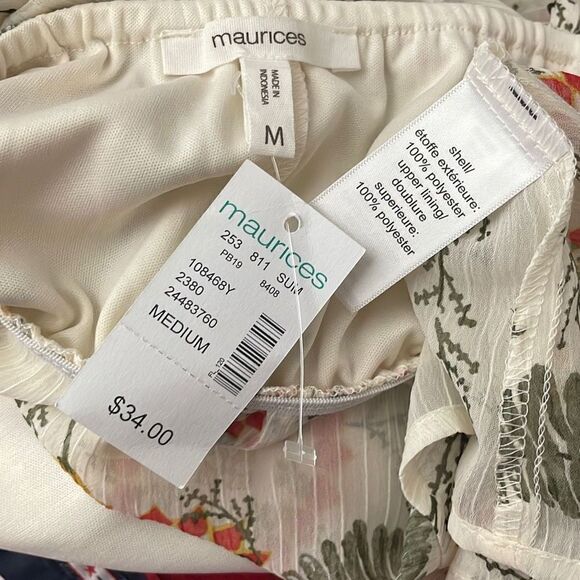 maurices
MADE IN
INDONESIA
M
shell/
étoffe extérieure:
100% polyester
upper lining/
doublure
superieure:
100% polyester
maurices
253 811 SUM
PB19 8408
108468Y
2380
24483760
MEDIUM
$34.00